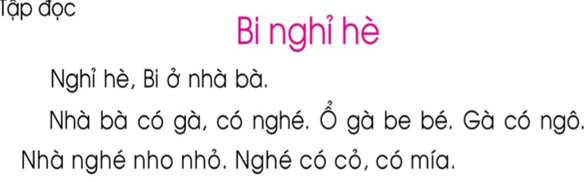 Tập đọc
Bi nghỉ hè
Nghỉ hè, Bi ở nhà bà.
Nhà bà có gà, có nghé. Ổ gà be bé. Gà có ngô.
Nhà nghé nho nhỏ. Nghé có cỏ, có mía.